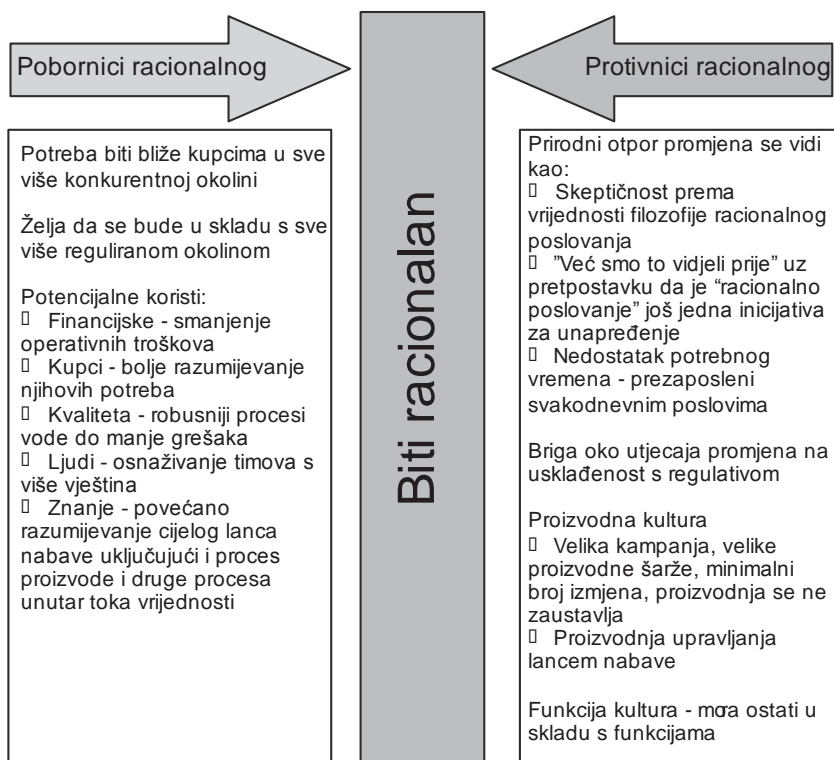 Pobornici racionalnog
Potreba biti bliže kupcima u sve
više konkurentnoj okolini
Želja da se bude u skladu s sve
više reguliranom okolinom
Potencijalne koristi:
▯ Financijske - smanjenje
operativnih troškova
▯ Kupci - bolje razumijevanje
njihovih potreba
▯ Kvaliteta - robusniji procesi
vode do manje grešaka
▯ Ljudi - osnaživanje timova s
više vještina
▯ Znanje - povećano
razumijevanje cijelog lanca
nabave uključujući i proces
proizvode i druge procesa
unutar toka vrijednosti
Biti racionalan
Protivnici racionalnog
Prirodni otpor promjena se vidi
kao:
▯ Skeptičnost prema
vrijednosti filozofije racionalnog
poslovanja
▯ ”Već smo to vidjeli prije” uz
pretpostavku da je “racionalno
poslovanje” još jedna inicijativa
za unapređenje
▯ Nedostatak potrebnog
vremena - prezaposleni
svakodnevnim poslovima
Briga oko utjecaja promjena na
usklađenost s regulativom
Proizvodna kultura
▯ Velika kampanja, velike
proizvodne šarže, minimalni
broj izmjena, proizvodnja se ne
zaustavlja
▯ Proizvodnja upravljanja
lancem nabave
Funkcija kultura - mora ostati u
skladu s funkcijama